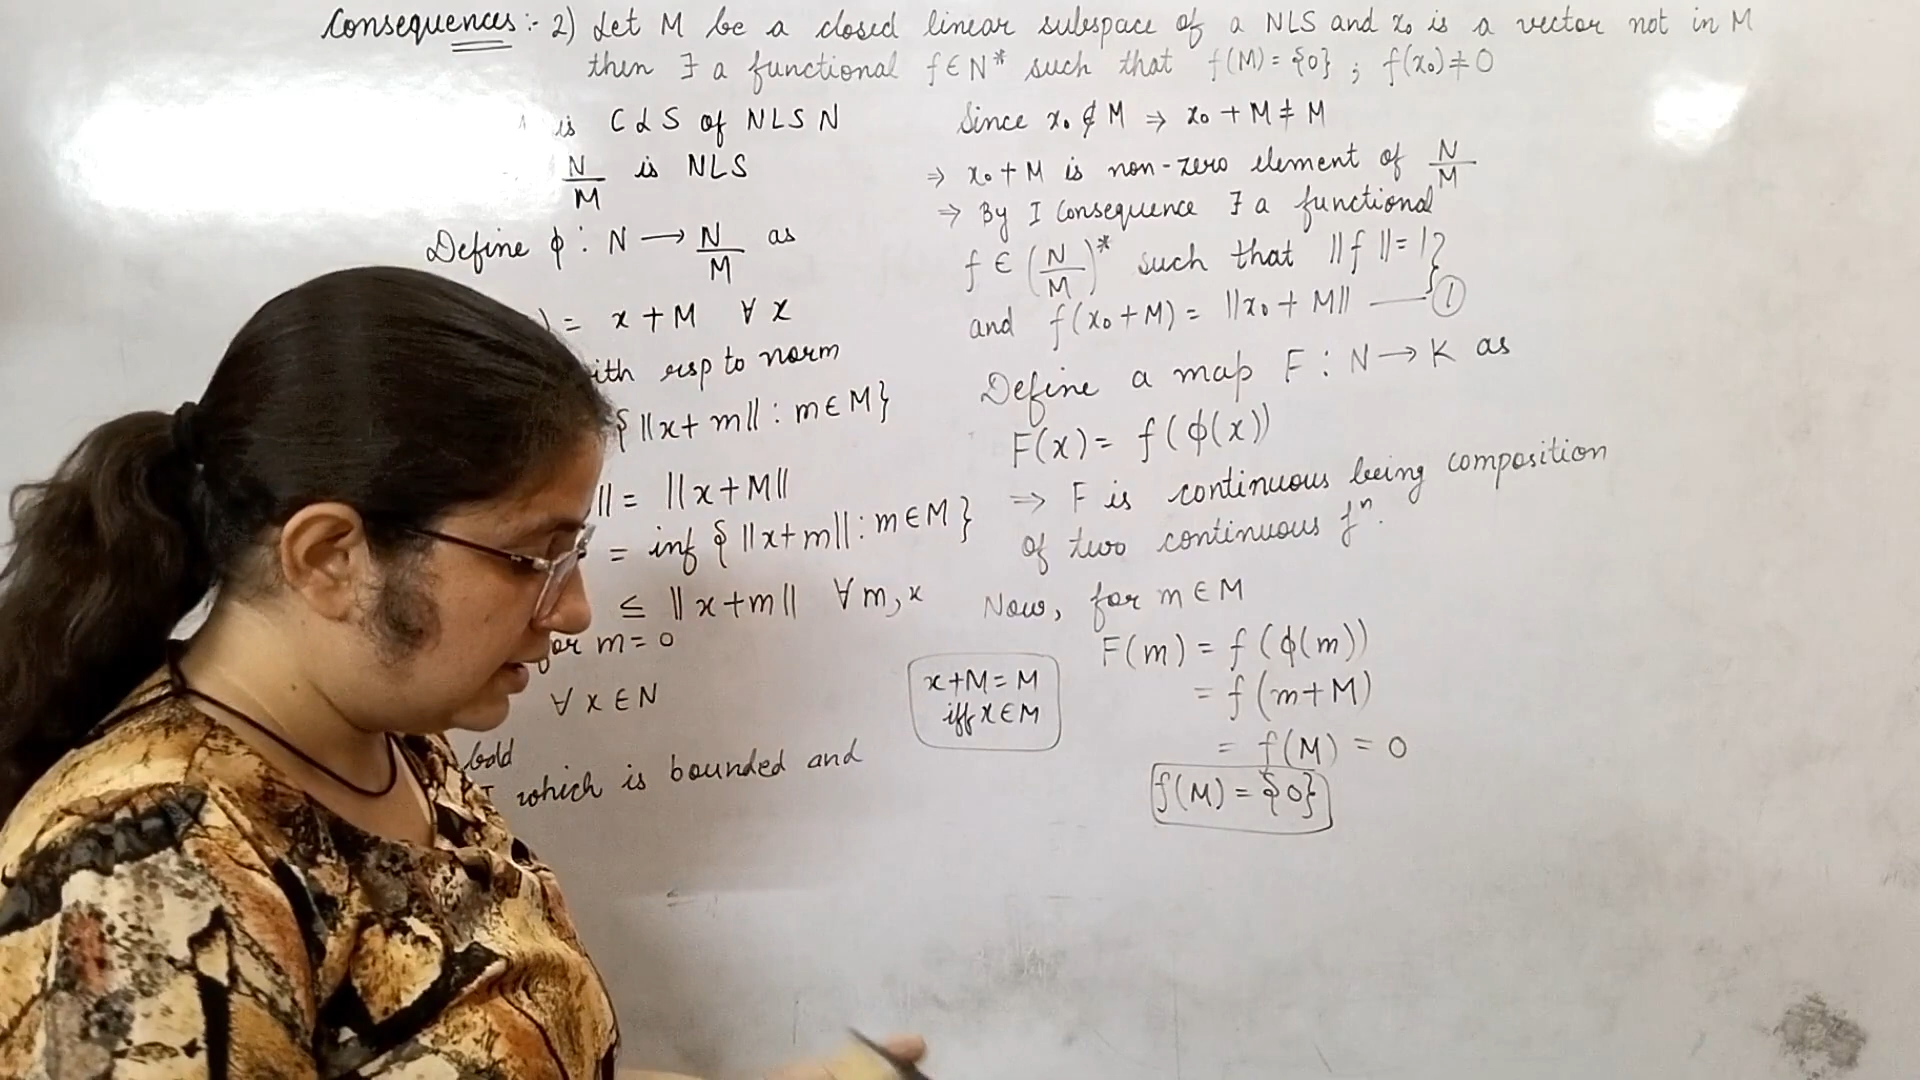 Consequences :- 2) Let M be a closed linear subspace of a NLS and x₀ is a vector not in M
then ∃ a functional f ∈ N* such that f(M) = {0} ; f(x₀) ≠ 0
is CLS of NLS N
N/M is NLS
Define ϕ : N → N/M as
) = x + M ∀ x
with resp to norm
{ ||x + m|| : m ∈ M }
|| = ||x + M||
= inf { ||x + m|| : m ∈ M }
≤ ||x + m|| ∀ m, x
for m = 0
∀ x ∈ N
bdd
which is bounded and
Since x₀ ∉ M ⇒ x₀ + M ≠ M
⇒ x₀ + M is non-zero element of N/M
⇒ By I Consequence ∃ a functional
f ∈ (N/M)* such that ||f|| = 1 }
and f(x₀ + M) = ||x₀ + M|| — ①
Define a map F : N → K as
F(x) = f(ϕ(x))
⇒ F is continuous being composition
of two continuous fⁿ.
Now, for m ∈ M
F(m) = f(ϕ(m))
= f(m + M)
= f(M) = 0
f(M) = {0}
x + M = M
iff x ∈ M